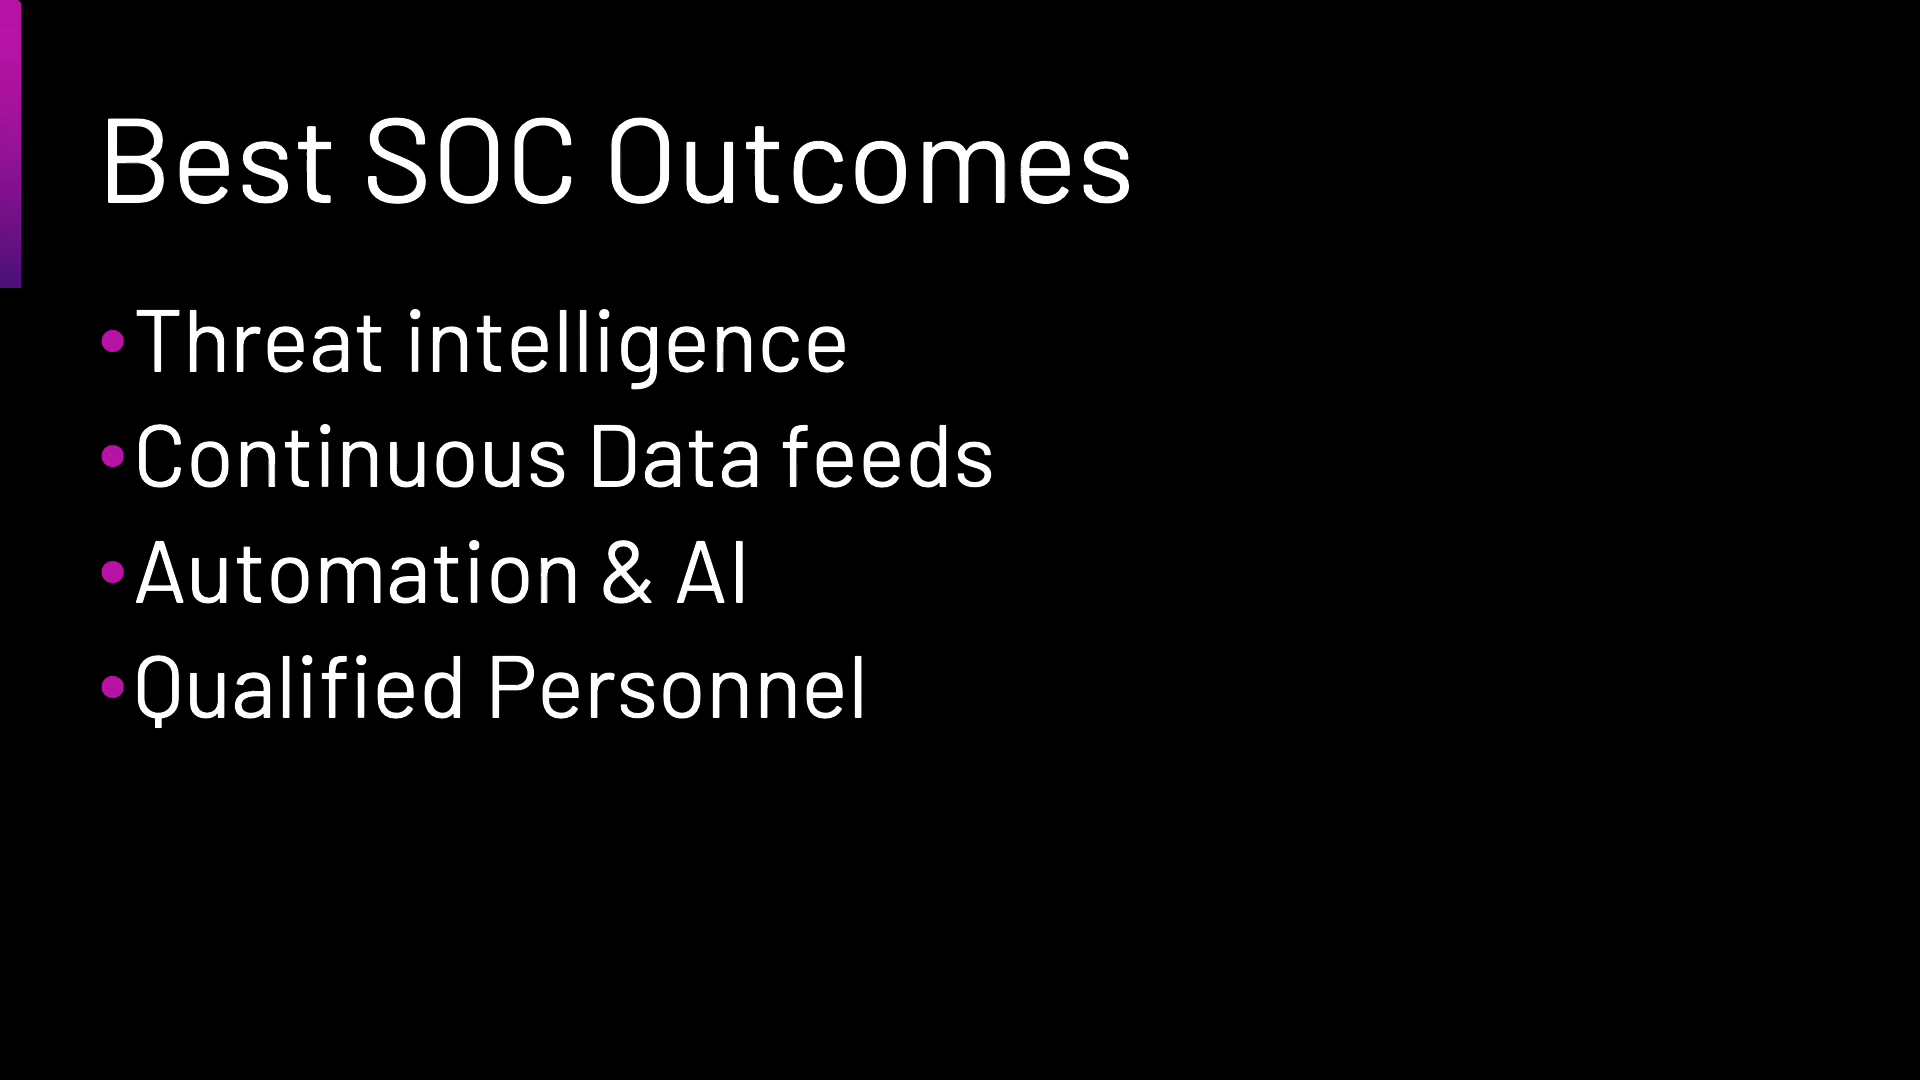 Best SOC Outcomes
• Threat intelligence
• Continuous Data feeds
• Automation & AI
• Qualified Personnel